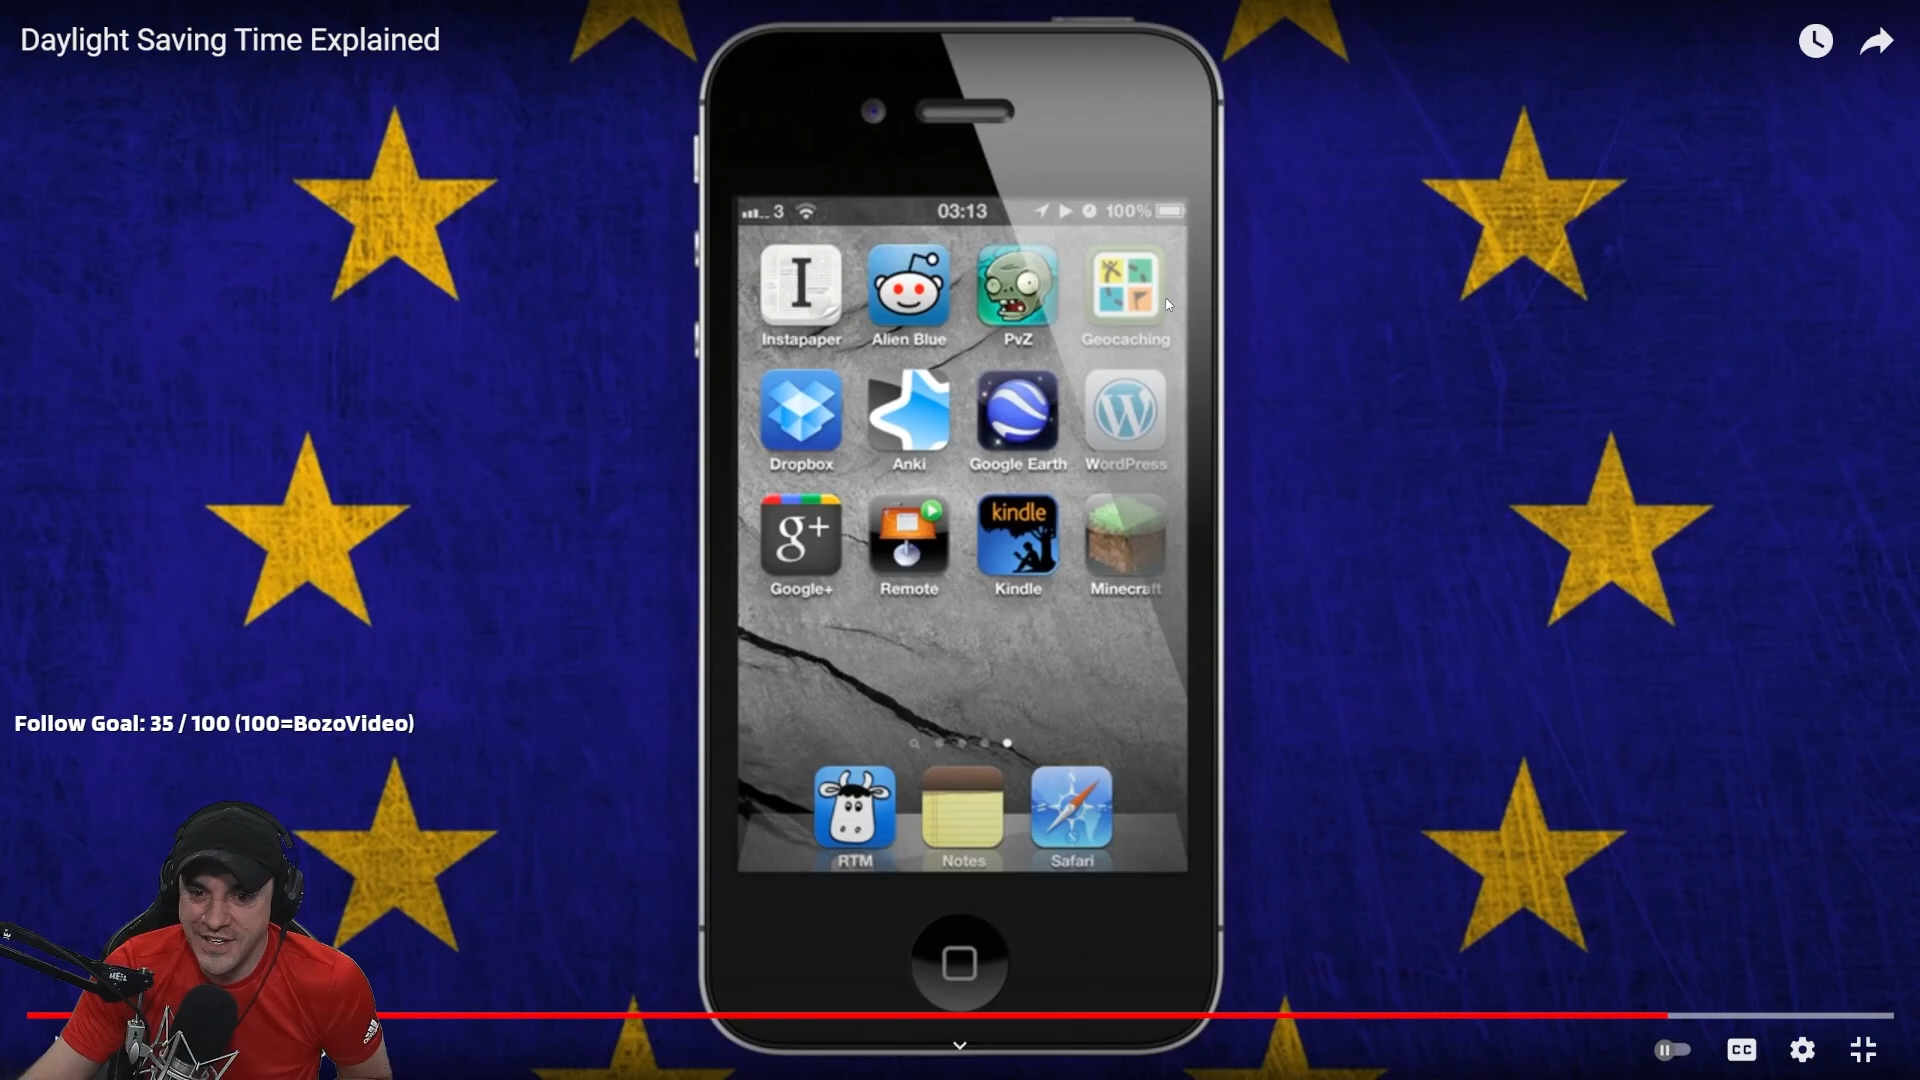 Daylight Saving Time Explained
3 03:13 100%
Instapaper Alien Blue PvZ Geocaching
Dropbox Anki Google Earth WordPress
g+ kindle
Google+ Remote Kindle Minecraft
Follow Goal: 35 / 100 (100=BozoVideo)
RTM Notes Safari
CC